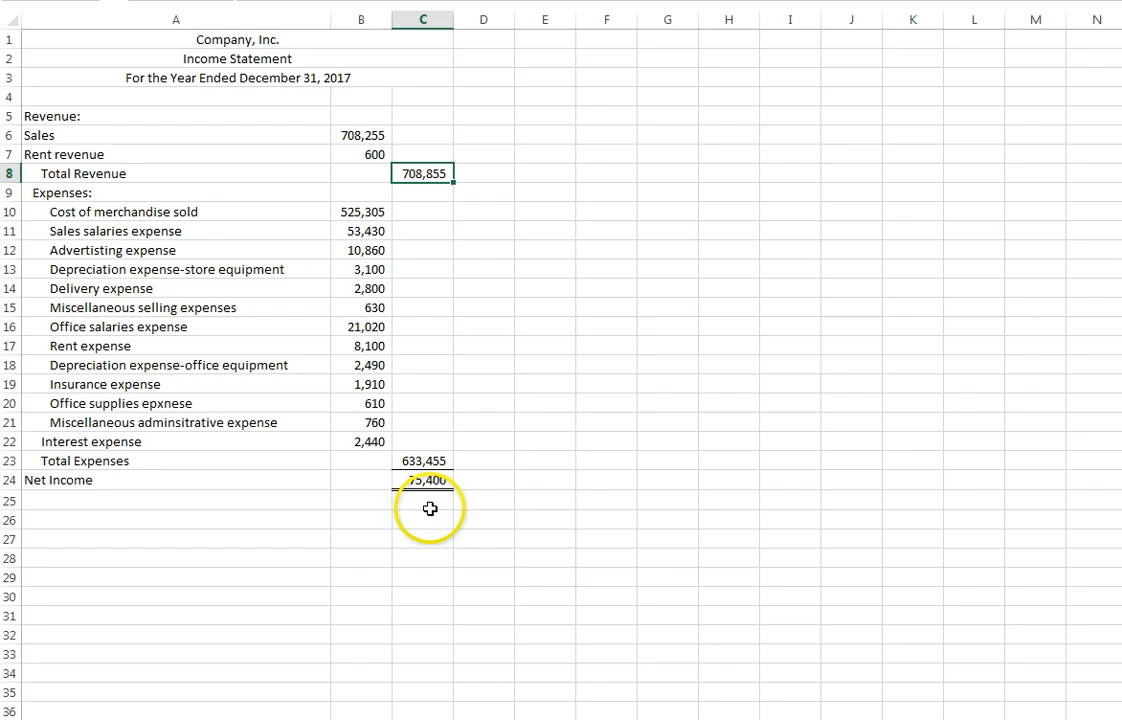 A B C D E F G H I J K L M N
1 Company, Inc.
2 Income Statement
3 For the Year Ended December 31, 2017
4
5 Revenue:
6 Sales 708,255
7 Rent revenue 600
8 Total Revenue 708,855
9 Expenses:
10 Cost of merchandise sold 525,305
11 Sales salaries expense 53,430
12 Advertisting expense 10,860
13 Depreciation expense-store equipment 3,100
14 Delivery expense 2,800
15 Miscellaneous selling expenses 630
16 Office salaries expense 21,020
17 Rent expense 8,100
18 Depreciation expense-office equipment 2,490
19 Insurance expense 1,910
20 Office supplies epxnese 610
21 Miscellaneous adminsitrative expense 760
22 Interest expense 2,440
23 Total Expenses 633,455
24 Net Income 75,400
25
26
27
28
29
30
31
32
33
34
35
36